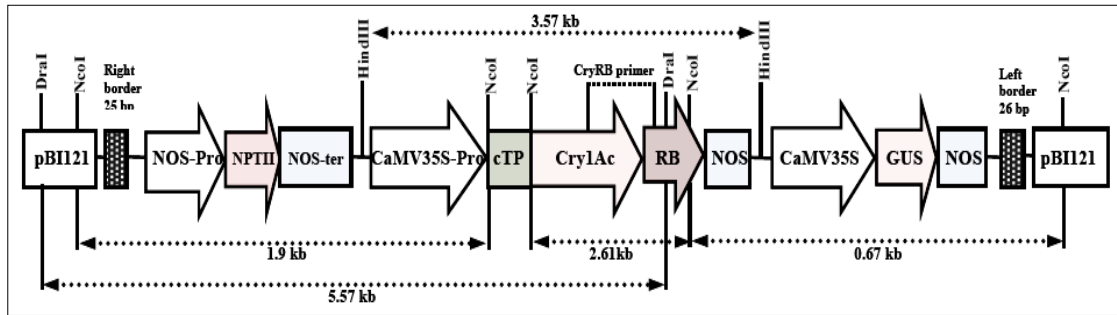 3.57 kb
DraI
NcoI
Right
border
25 bp
HindIII
NcoI
NcoI
CryRB primer
DraI
NcoI
HindIII
Left
border
26 bp
NcoI
pBI121
NOS-Pro
NPTII
NOS-ter
CaMV35S-Pro
cTP
Cry1Ac
RB
NOS
CaMV35S
GUS
NOS
pBI121
1.9 kb
2.61kb
0.67 kb
5.57 kb